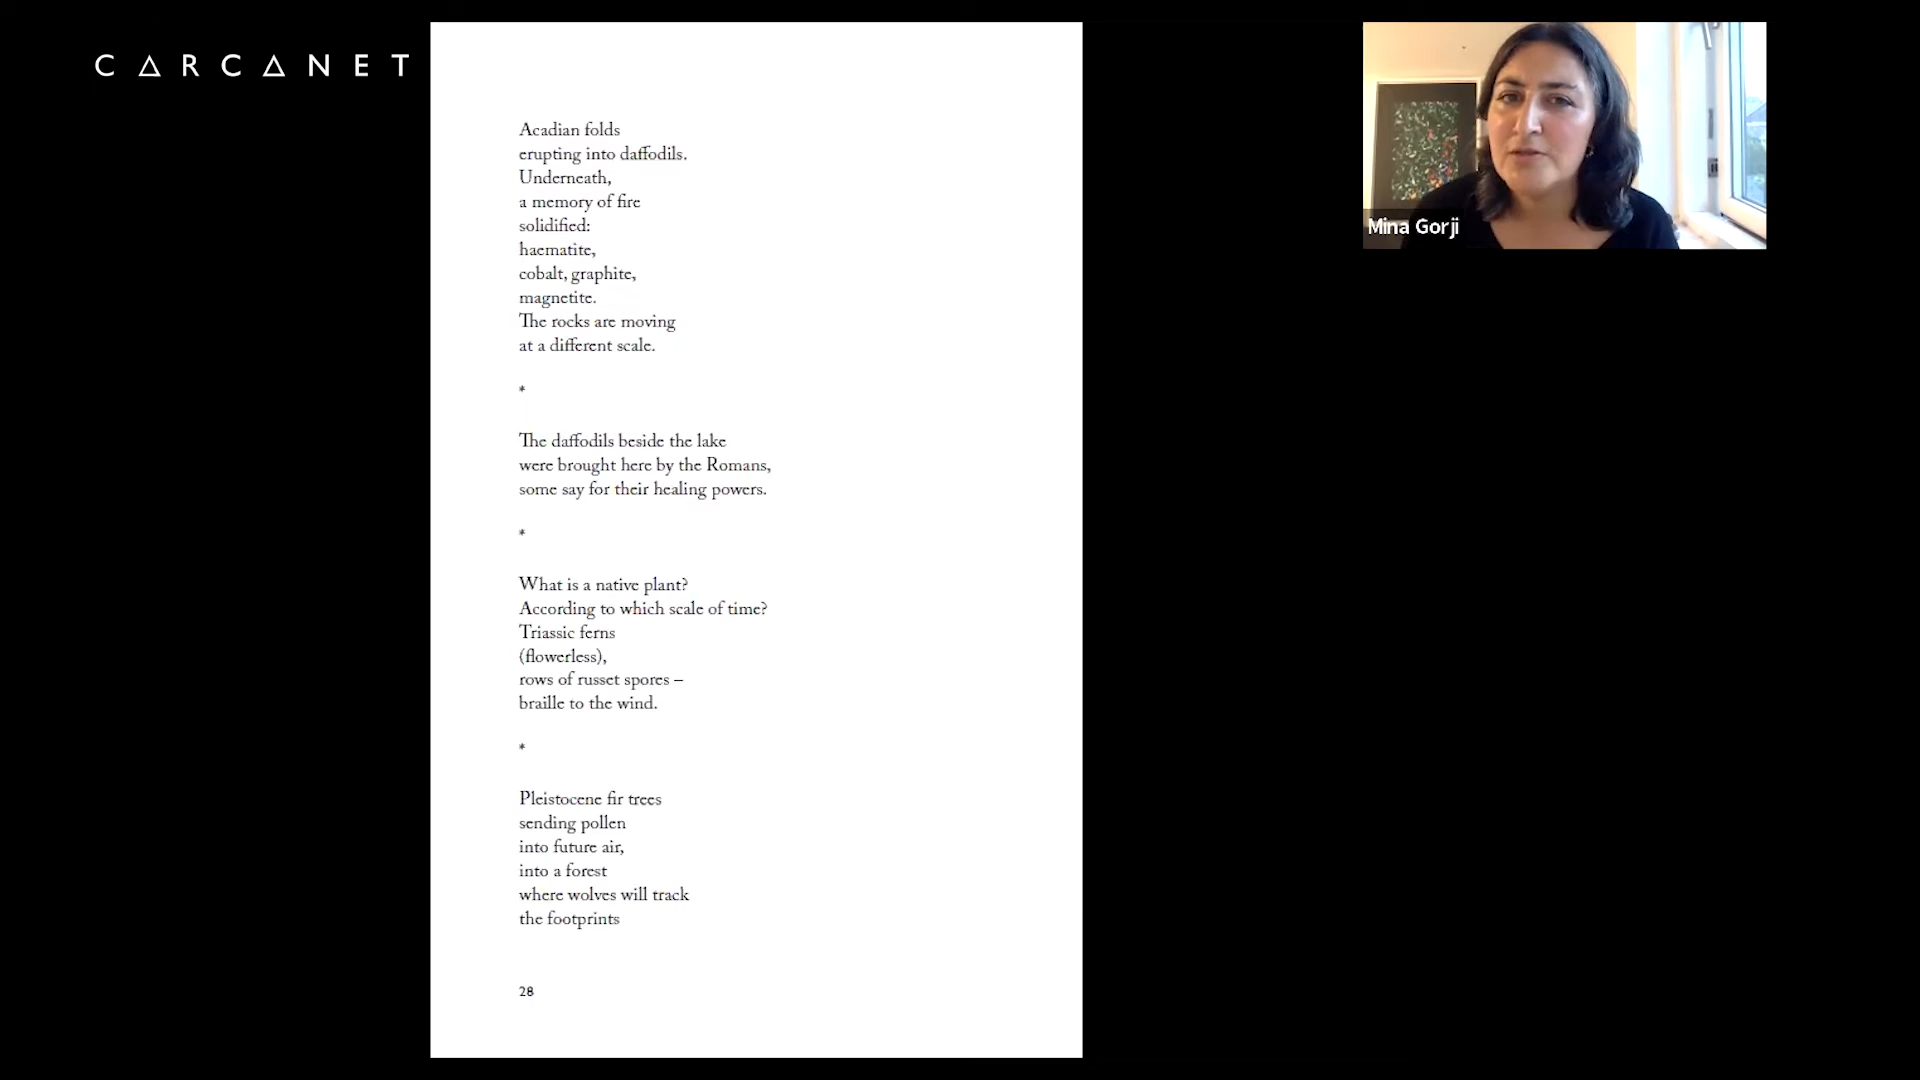 CARCANET
Acadian folds
erupting into daffodils.
Underneath,
a memory of fire
solidified:
haematite,
cobalt, graphite,
magnetite.
The rocks are moving
at a different scale.
*
The daffodils beside the lake
were brought here by the Romans,
some say for their healing powers.
*
What is a native plant?
According to which scale of time?
Triassic ferns
(flowerless),
rows of russet spores –
braille to the wind.
*
Pleistocene fir trees
sending pollen
into future air,
into a forest
where wolves will track
the footprints
28
Mina Gorji